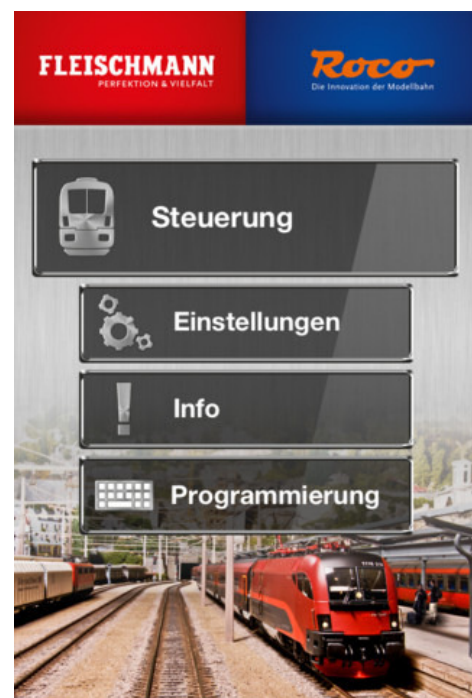 FLEISCHMANN
PERFEKTION & VIELFALT
Roco
Die Innovation der Modellbahn
Steuerung
Einstellungen
Info
Programmierung